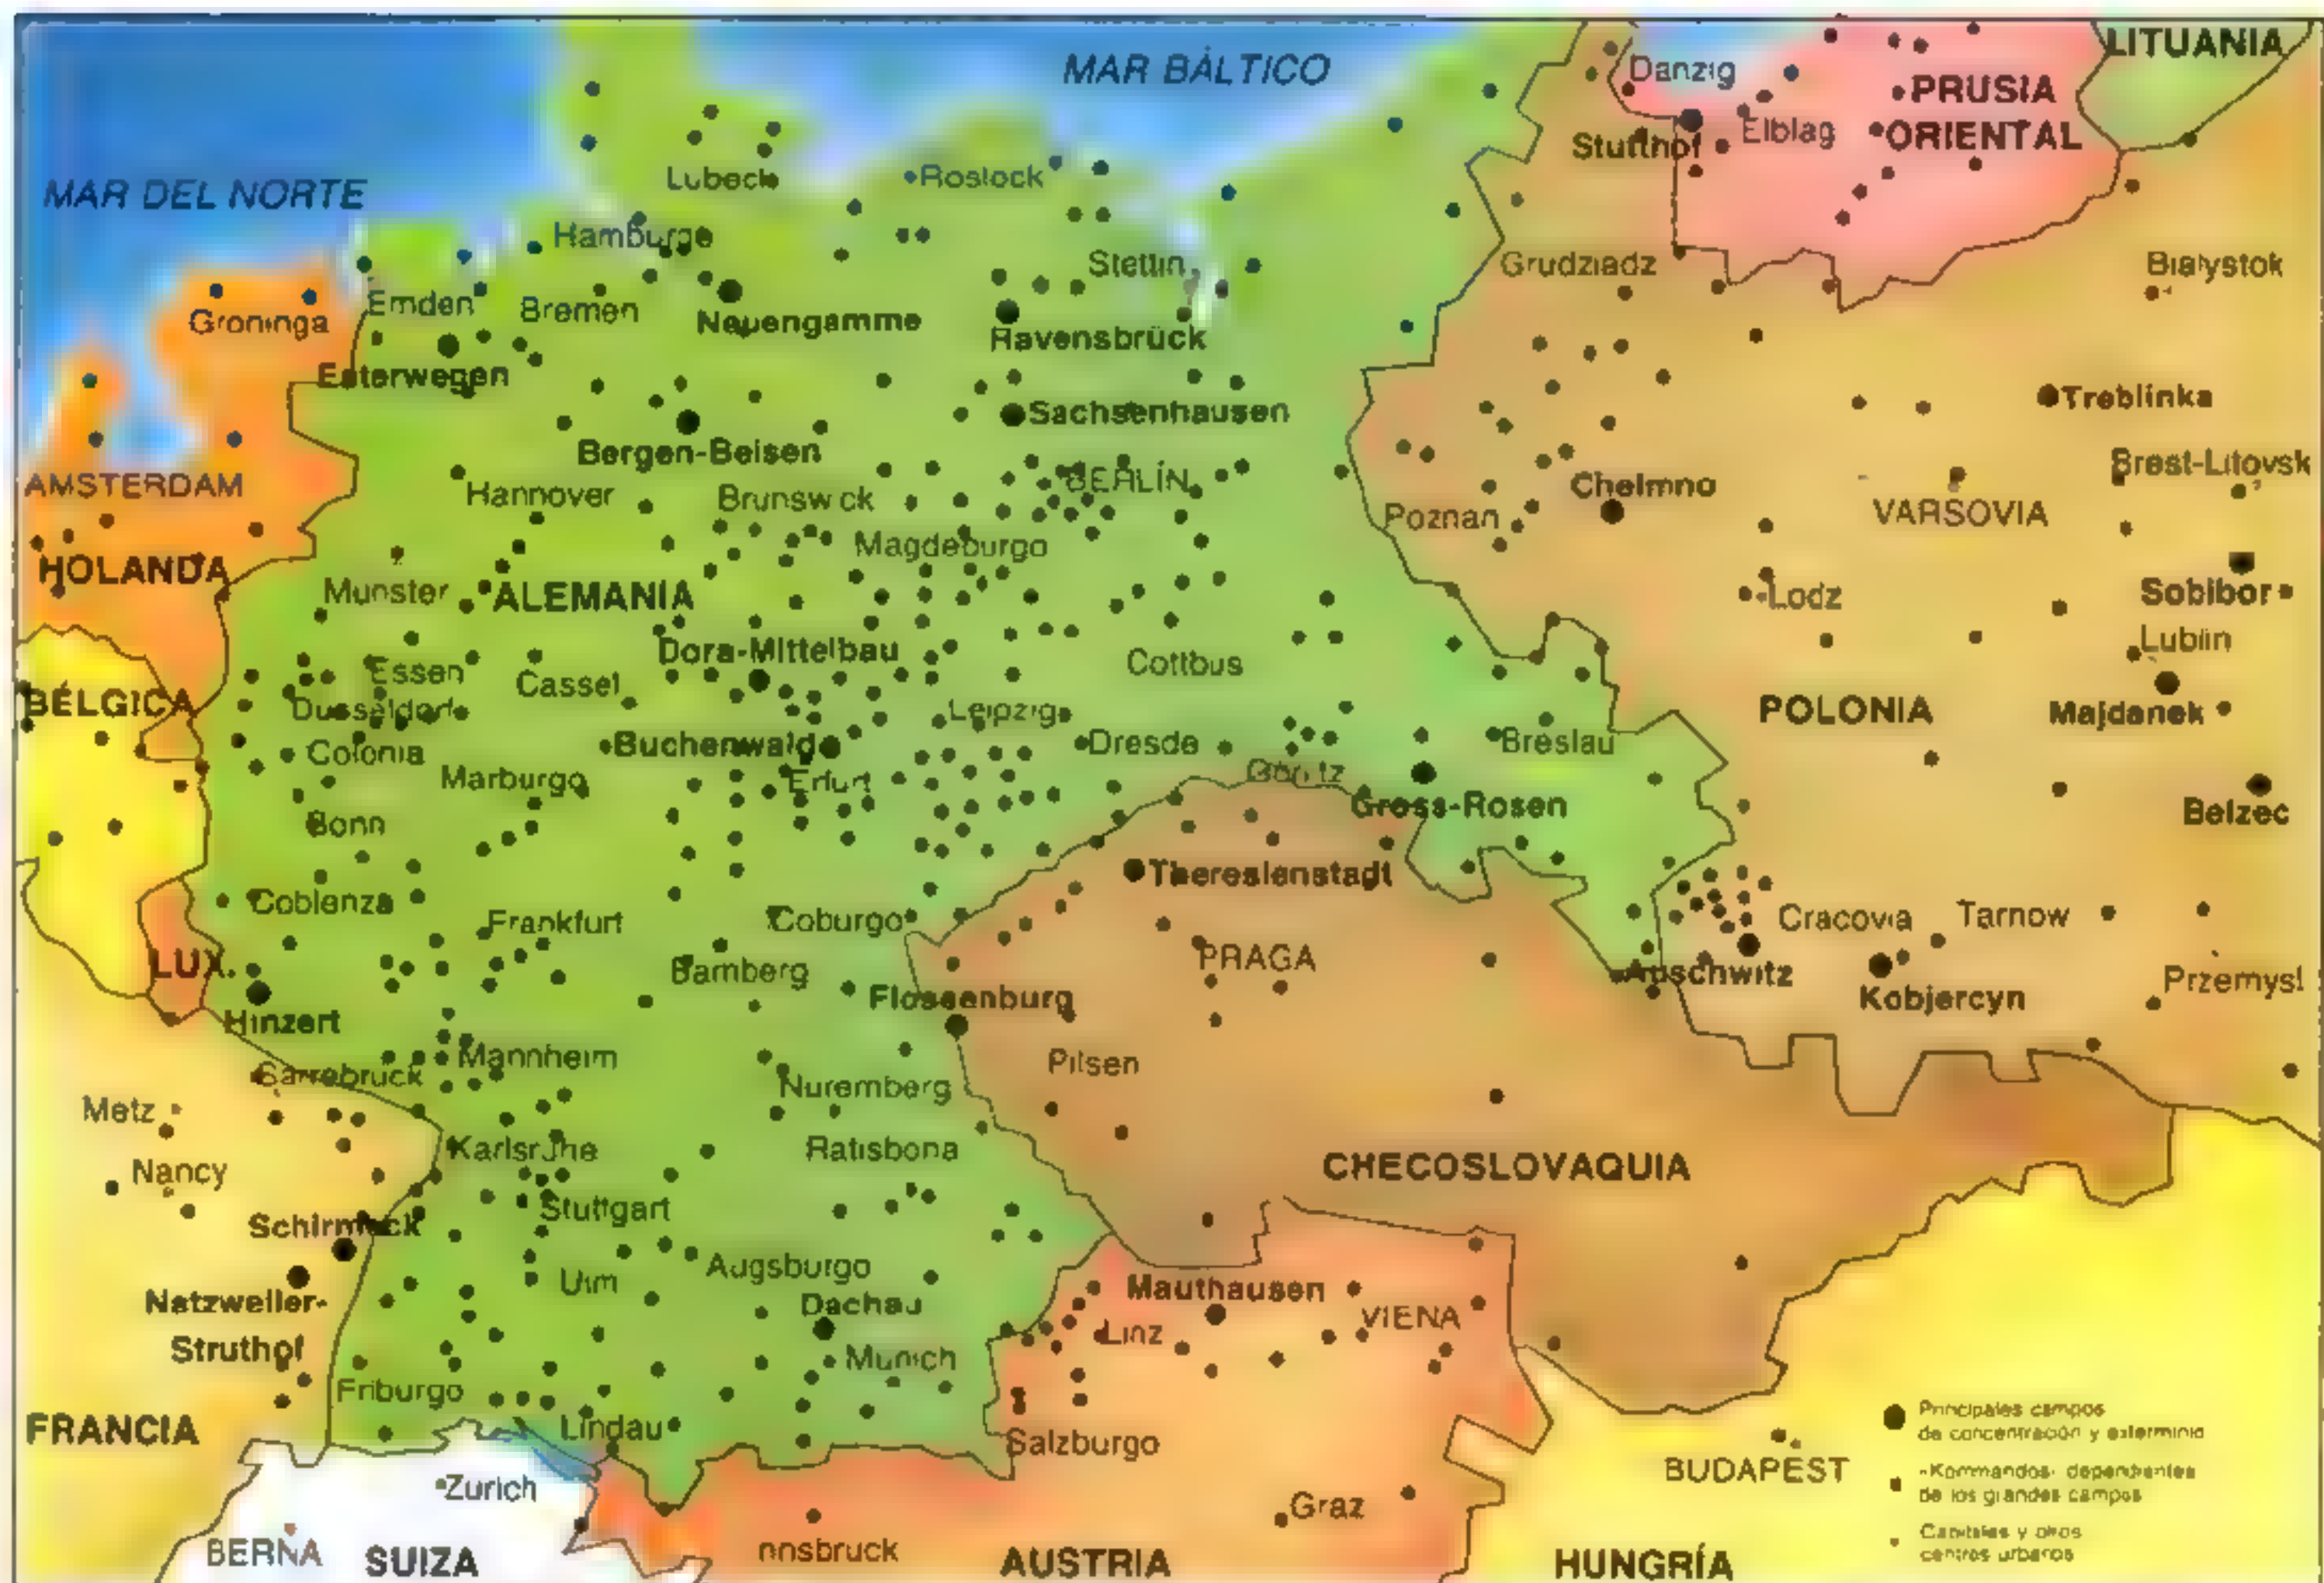 MAR BÁLTICO
LITUANIA
Danzig
PRUSIA
ORIENTAL
Stutthof
Elblag
MAR DEL NORTE
Lubeck
Rostock
Hamburgo
Stettin
Grudziadz
Bialystok
Groninga
Emden
Bremen
Neuengamme
Ravensbrück
Esterwegen
Sachsenhausen
Treblinka
Bergen-Belsen
Brest-Litovsk
AMSTERDAM
Hannover
Brunswick
BERLÍN
Chelmno
Poznan
VARSOVIA
Magdeburgo
HOLANDA
Munster
ALEMANIA
Lodz
Sobibor
Lublin
Dora-Mittelbau
Essen
Cassel
Cottbus
BÉLGICA
Dusseldorf
Leipzig
POLONIA
Majdanek
Colonia
Buchenwald
Dresde
Breslau
Marburgo
Erfurt
Görlitz
Gross-Rosen
Belzec
Bonn
Theresienstadt
Coblenza
Frankfurt
Coburgo
Cracovia
Tarnow
LUX.
Bamberg
PRAGA
Auschwitz
Przemysl
Hinzert
Flossenburg
Kobjercyn
Sarrebruck
Mannheim
Pilsen
Metz
Nuremberg
Nancy
Karlsruhe
Ratisbona
CHECOSLOVAQUIA
Schirmeck
Stuttgart
Ulm
Augsburgo
Mauthausen
Natzweiler-
Struthof
Dachau
Linz
VIENA
Munich
Friburgo
FRANCIA
Lindau
Salzburgo
Principales campos
de concentración y exterminio
BUDAPEST
«Kommandos» dependientes
de los grandes campos
Zurich
Graz
Capitales y otros
centros urbanos
BERNA
SUIZA
nnsbruck
AUSTRIA
HUNGRÍA